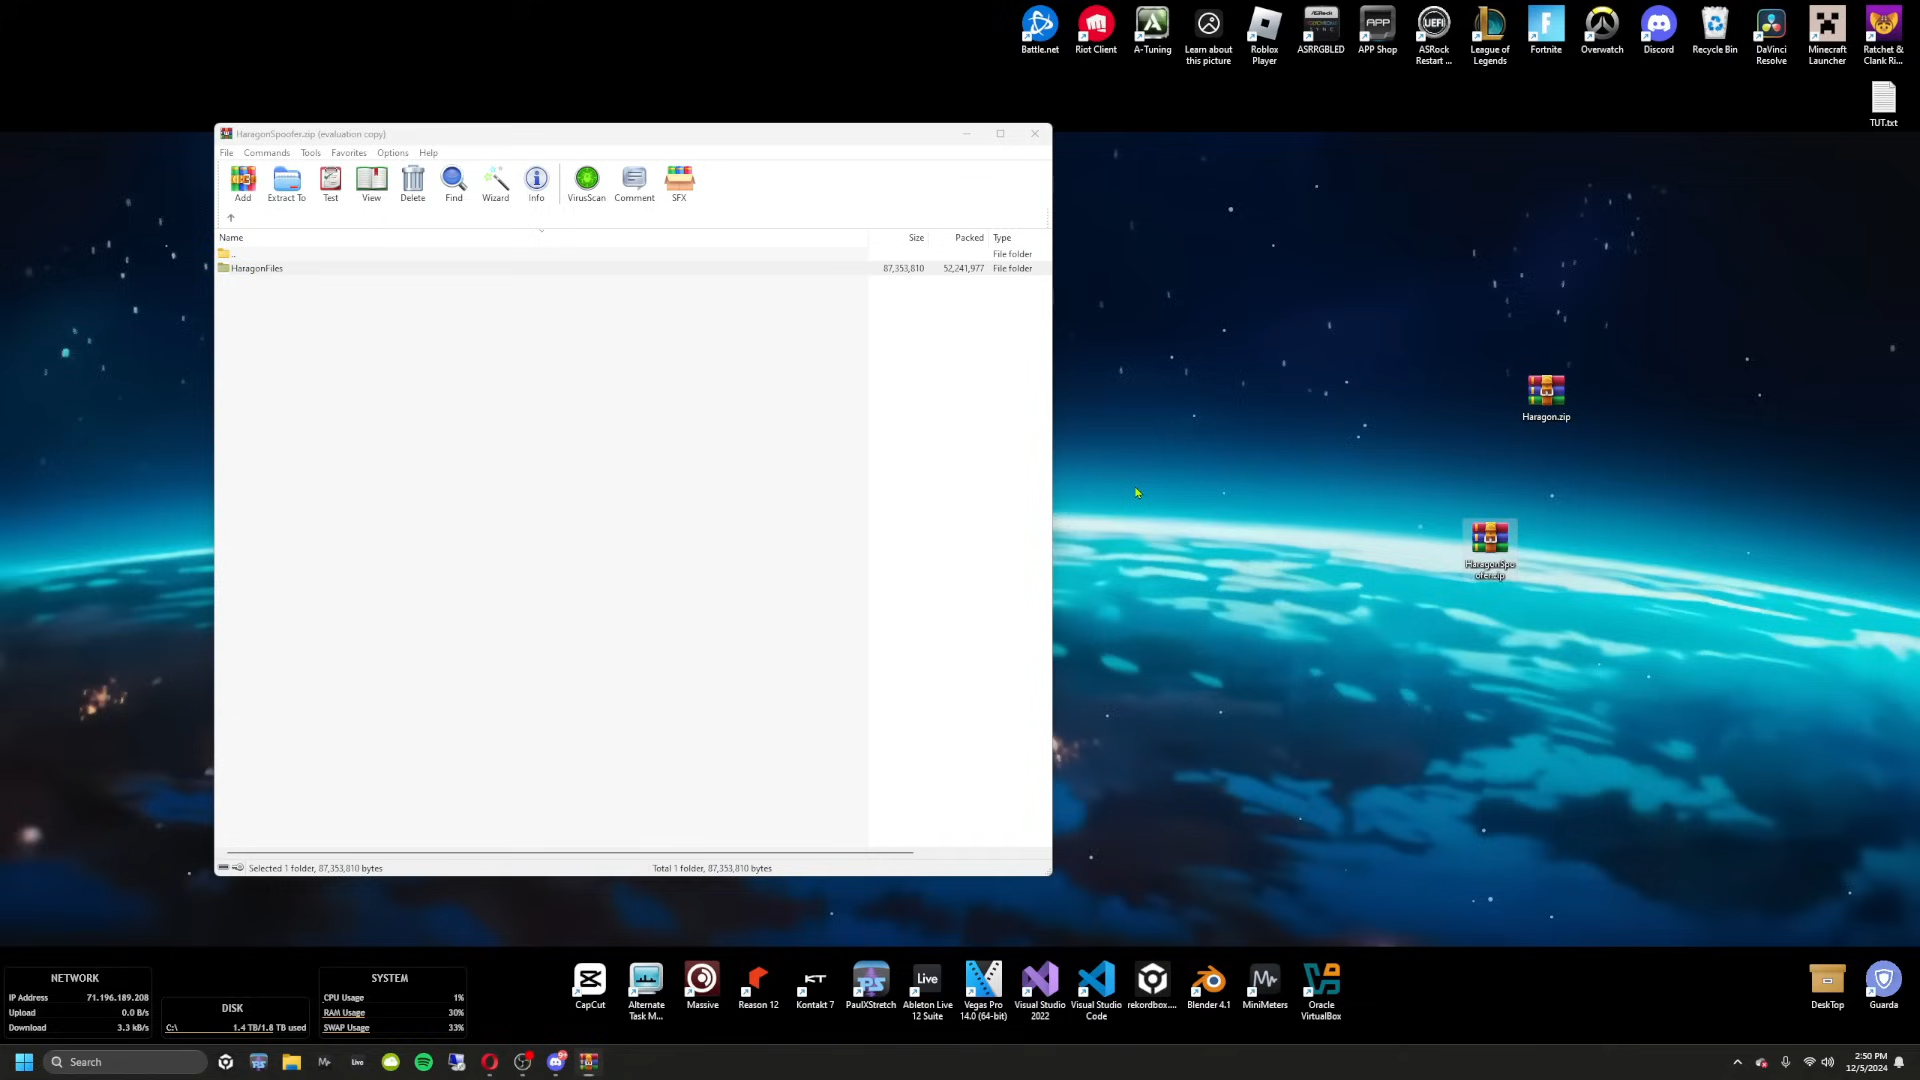 Battle.net
Riot Client
A-Tuning
Learn about
this picture
Roblox
Player
ASRRGBLED
APP Shop
ASRock
Restart ...
League of
Legends
Fortnite
Overwatch
Discord
Recycle Bin
DaVinci
Resolve
Minecraft
Launcher
Ratchet &
Clank Ri...
TUT.txt
HaragonSpoofer.zip (evaluation copy)
File Commands Tools Favorites Options Help
Add Extract To Test View Delete Find Wizard Info VirusScan Comment SFX
Name Size Packed Type
.. File folder
HaragonFiles 87,353,810 52,241,977 File folder
Haragon.zip
HaragonSpo
ofer.zip
Selected 1 folder, 87,353,810 bytes Total 1 folder, 87,353,810 bytes
NETWORK
IP Address 71.196.189.208
Upload 0.0 B/s
Download 3.3 kB/s
DISK
C:\ 1.4 TB/1.8 TB used
SYSTEM
CPU Usage 1%
RAM Usage 30%
SWAP Usage 33%
CapCut
Alternate
Task M...
Massive
Reason 12
Kontakt 7
PaulXStretch
Ableton Live
12 Suite
Vegas Pro
14.0 (64-bit)
Visual Studio
2022
Visual Studio
Code
rekordbox....
Blender 4.1
MiniMeters
Oracle
VirtualBox
DeskTop
Guarda
Search
2:50 PM
12/5/2024